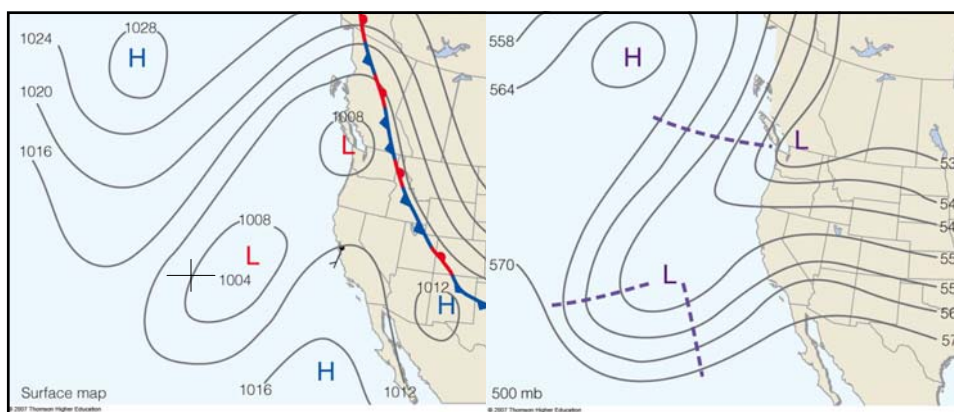 1028
1024
H
1020
1008
1016
L
1008
L
1004
1012
H
H
1016
1012
Surface map
© 2007 Thomson Higher Education
558
H
564
L
53
54
54
570
L
55
55
56
57
500 mb
© 2007 Thomson Higher Education